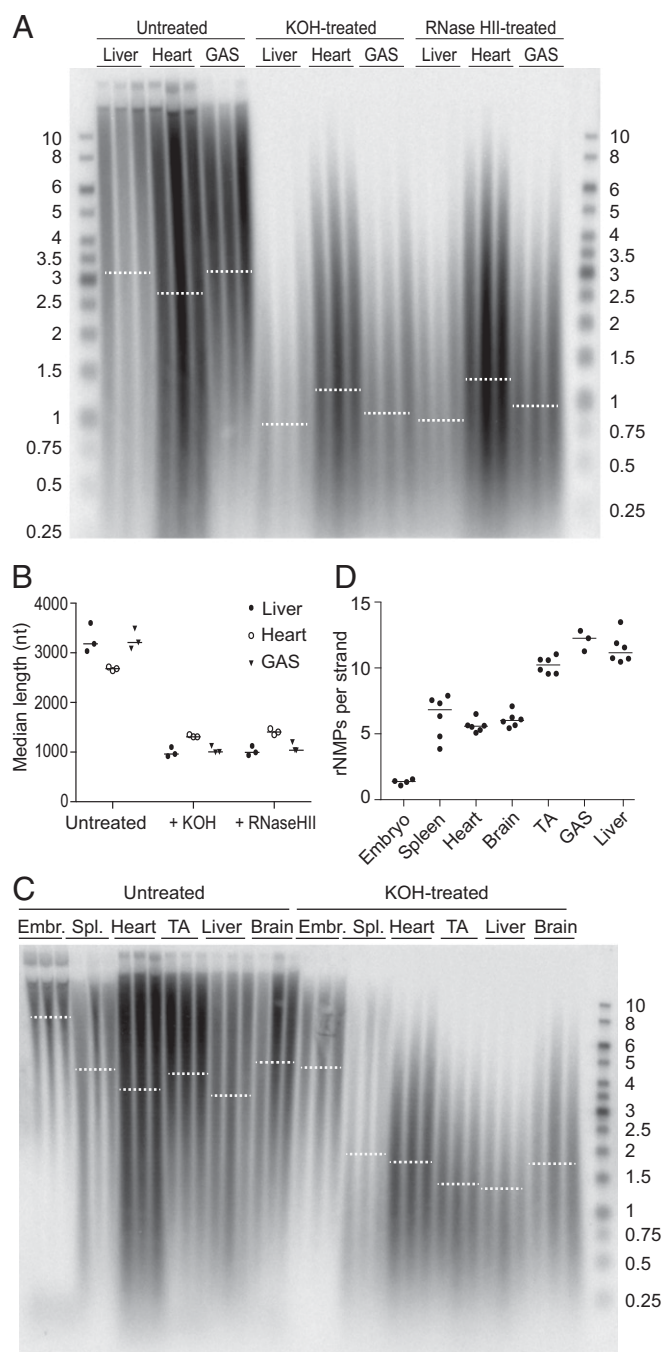 A
Untreated KOH-treated RNase HII-treated
Liver Heart GAS Liver Heart GAS Liver Heart GAS
10 10
8 8
6 6
5 5
4 4
3.5 3.5
3 3
2.5 2.5
2 2
1.5 1.5
1 1
0.75 0.75
0.5 0.5
0.25 0.25
B
Median length (nt)
4000
3000
2000
1000
0
Liver
Heart
GAS
Untreated + KOH + RNaseHII
D
rNMPs per strand
15
10
5
0
Embryo Spleen Heart Brain TA GAS Liver
C
Untreated KOH-treated
Embr. Spl. Heart TA Liver Brain Embr. Spl. Heart TA Liver Brain
10
8
6
5
4
3
2.5
2
1.5
1
0.75
0.5
0.25